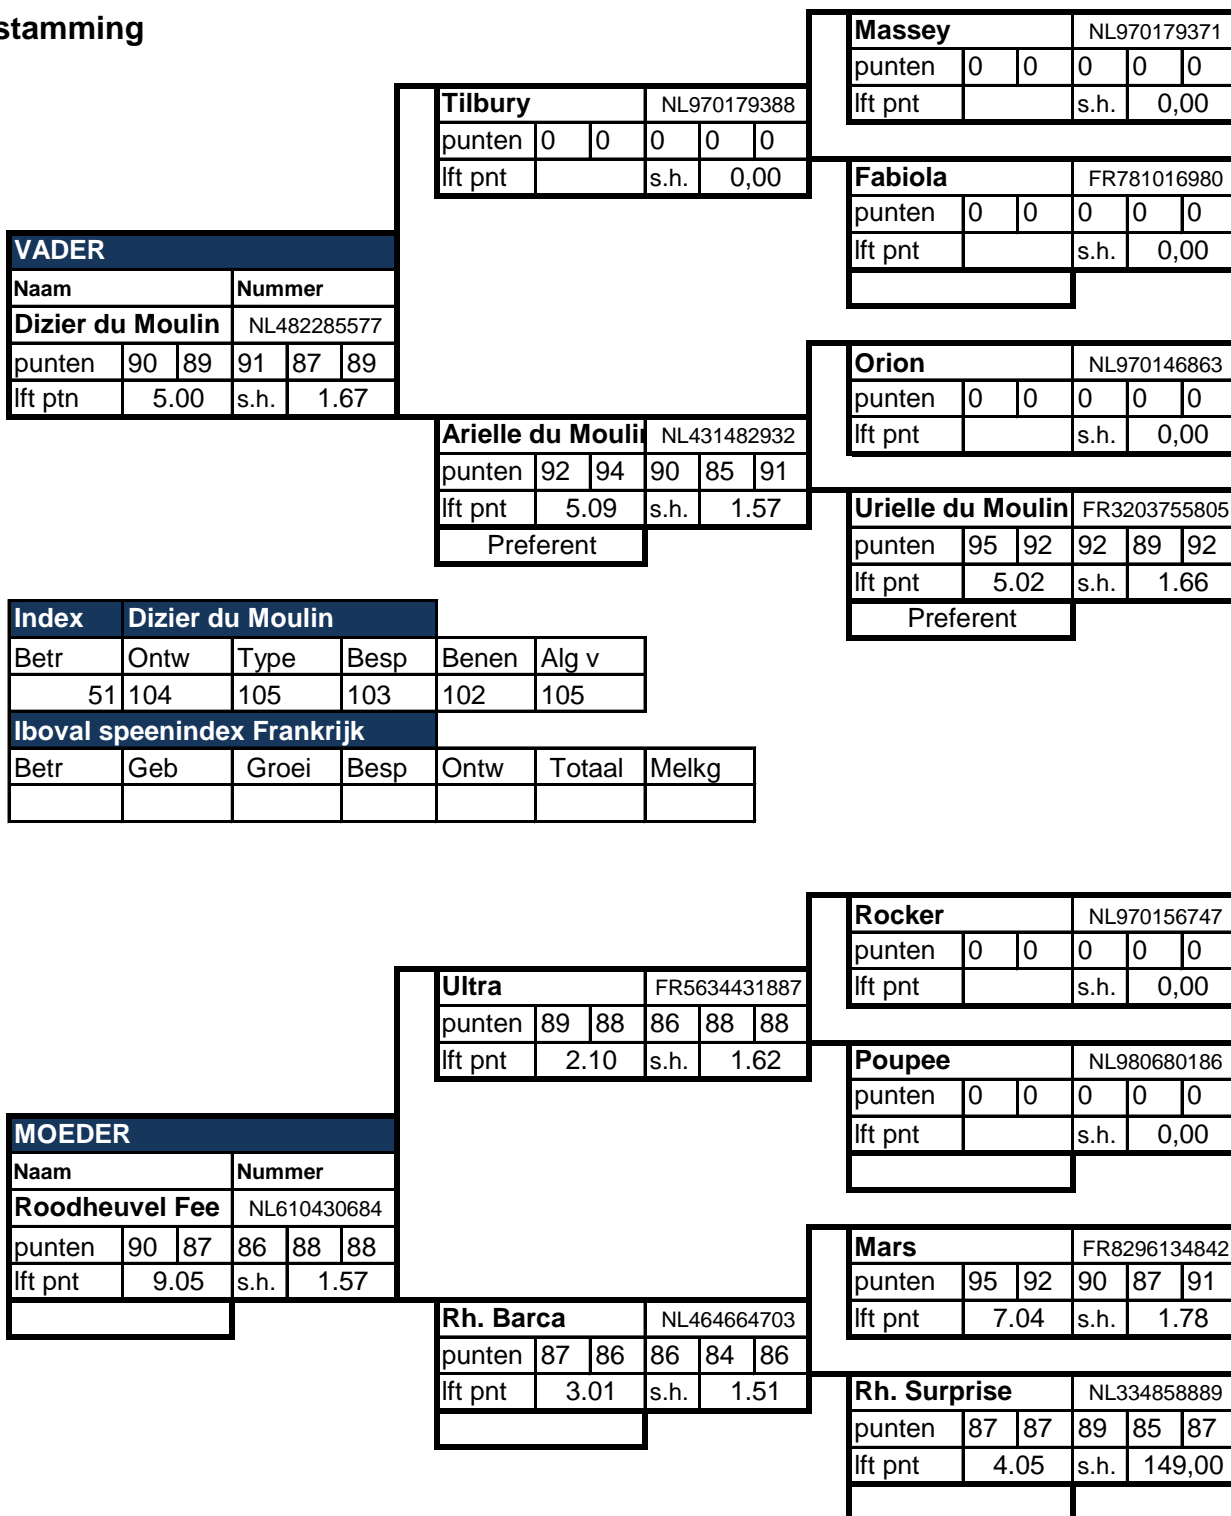 stamming
Massey NL970179371
punten 0 0 0 0 0
lft pnt s.h. 0,00
Tilbury NL970179388
punten 0 0 0 0 0
lft pnt s.h. 0,00
Fabiola FR781016980
punten 0 0 0 0 0
lft pnt s.h. 0,00
VADER
Naam Nummer
Dizier du Moulin NL482285577
punten 90 89 91 87 89
lft ptn 5.00 s.h. 1.67
Orion NL970146863
punten 0 0 0 0 0
lft pnt s.h. 0,00
Arielle du Moulin NL431482932
punten 92 94 90 85 91
lft pnt 5.09 s.h. 1.57
Preferent
Urielle du Moulin FR3203755805
punten 95 92 92 89 92
lft pnt 5.02 s.h. 1.66
Preferent
Index Dizier du Moulin
Betr Ontw Type Besp Benen Alg v
51 104 105 103 102 105
Iboval speenindex Frankrijk
Betr Geb Groei Besp Ontw Totaal Melkg
Rocker NL970156747
punten 0 0 0 0 0
lft pnt s.h. 0,00
Ultra FR5634431887
punten 89 88 86 88 88
lft pnt 2.10 s.h. 1.62
Poupee NL980680186
punten 0 0 0 0 0
lft pnt s.h. 0,00
MOEDER
Naam Nummer
Roodheuvel Fee NL610430684
punten 90 87 86 88 88
lft pnt 9.05 s.h. 1.57
Mars FR8296134842
punten 95 92 90 87 91
lft pnt 7.04 s.h. 1.78
Rh. Barca NL464664703
punten 87 86 86 84 86
lft pnt 3.01 s.h. 1.51
Rh. Surprise NL334858889
punten 87 87 89 85 87
lft pnt 4.05 s.h. 149,00